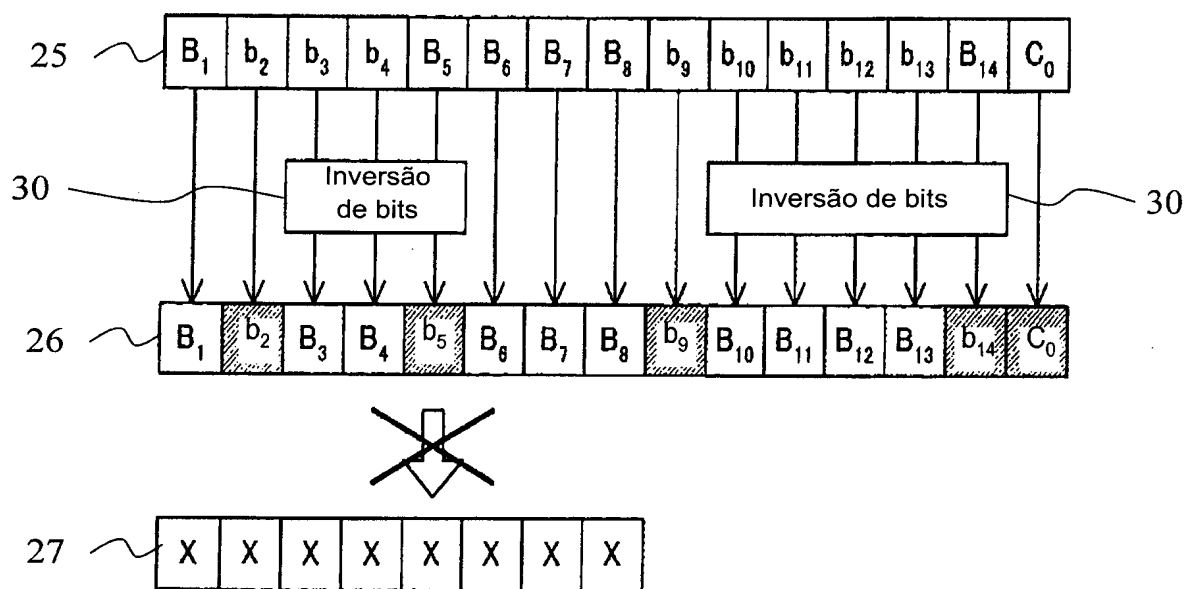 25 B₁ b₂ b₃ b₄ B₅ B₆ B₇ B₈ b₉ b₁₀ b₁₁ b₁₂ b₁₃ B₁₄ C₀
30 Inversão de bits Inversão de bits 30
26 B₁ b₂ B₃ B₄ b₅ B₆ B₇ B₈ b₉ B₁₀ B₁₁ B₁₂ B₁₃ b₁₄ C₀
27 X X X X X X X X